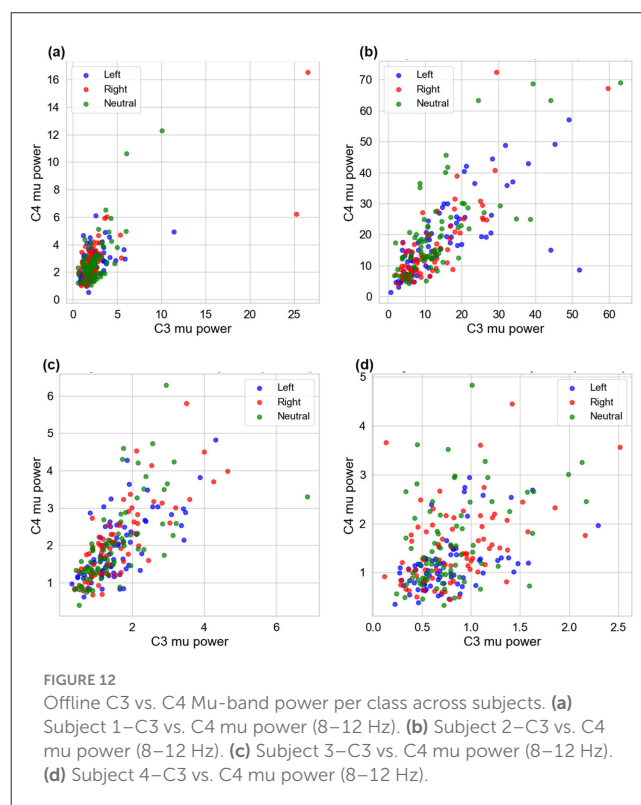 (a)
Left
Right
Neutral
16
14
12
10
8
6
4
2
0
C4 mu power
0 5 10 15 20 25
C3 mu power
(b)
Left
Right
Neutral
70
60
50
40
30
20
10
0
C4 mu power
0 10 20 30 40 50 60
C3 mu power
(c)
Left
Right
Neutral
6
5
4
3
2
1
C4 mu power
2 4 6
C3 mu power
(d)
Left
Right
Neutral
5
4
3
2
1
C4 mu power
0.0 0.5 1.0 1.5 2.0 2.5
C3 mu power
FIGURE 12
Offline C3 vs. C4 Mu-band power per class across subjects. (a)
Subject 1–C3 vs. C4 mu power (8–12 Hz). (b) Subject 2–C3 vs. C4
mu power (8–12 Hz). (c) Subject 3–C3 vs. C4 mu power (8–12 Hz).
(d) Subject 4–C3 vs. C4 mu power (8–12 Hz).